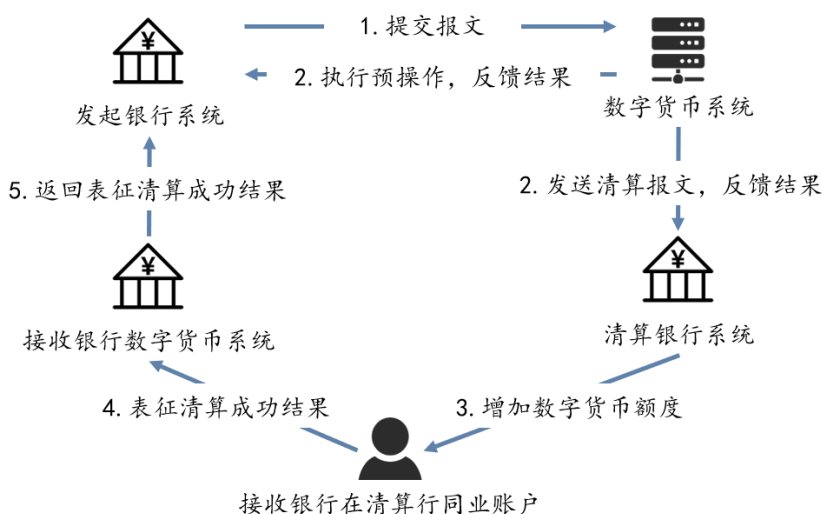 1.提交报文
2.执行预操作，反馈结果
发起银行系统
数字货币系统
5.返回表征清算成功结果
2.发送清算报文，反馈结果
接收银行数字货币系统
清算银行系统
4.表征清算成功结果
3.增加数字货币额度
接收银行在清算行同业账户